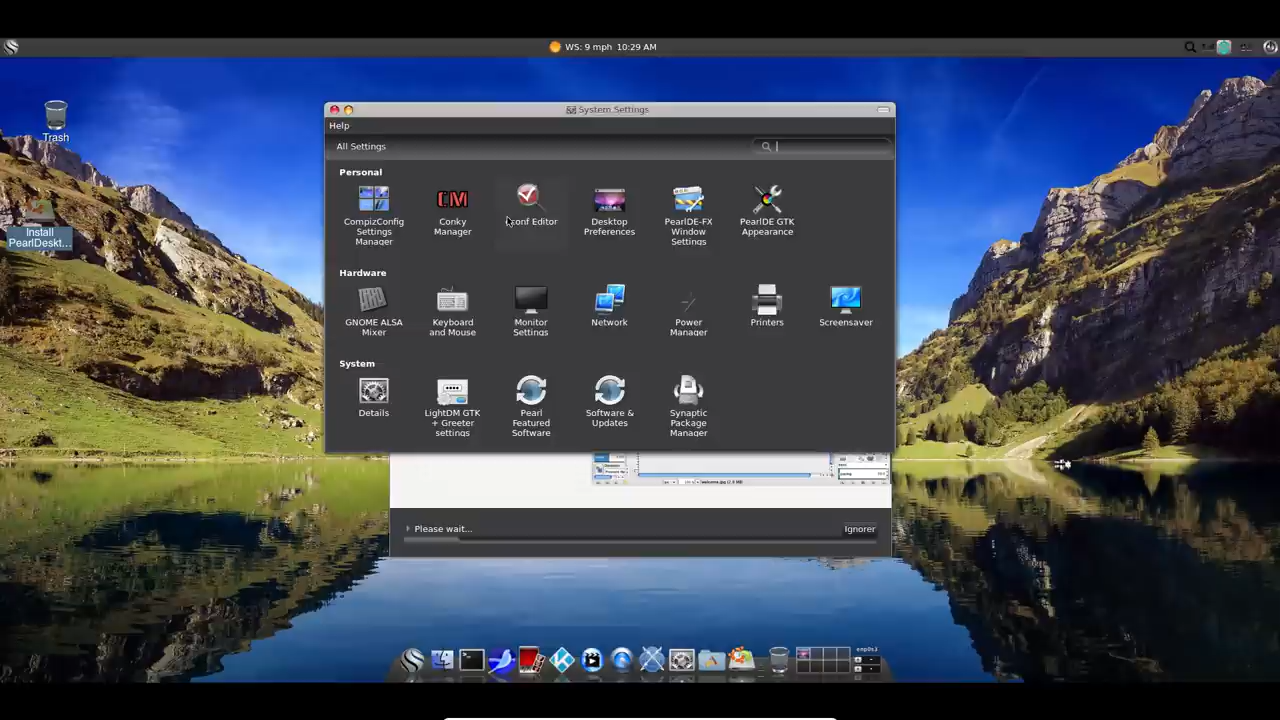 WS: 9 mph 10:29 AM
Trash
Install
PearlDeskt...
System Settings
Help
All Settings
Personal
CompizConfig
Settings
Manager
Conky
Manager
conf Editor
Desktop
Preferences
PearlDE-FX
Window
Settings
PearlDE GTK
Appearance
Hardware
GNOME ALSA
Mixer
Keyboard
and Mouse
Monitor
Settings
Network
Power
Manager
Printers
Screensaver
System
Details
LightDM GTK
+ Greeter
settings
Pearl
Featured
Software
Software &
Updates
Synaptic
Package
Manager
Please wait...
Ignorer
enp0s3